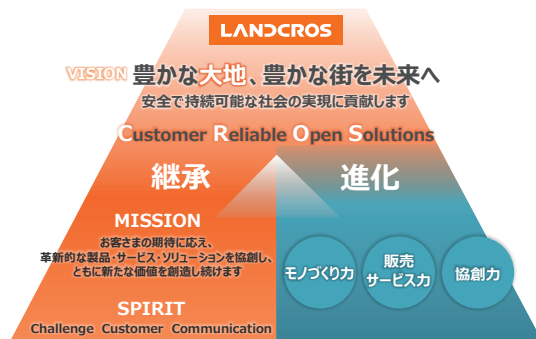 LANDCROS
VISION 豊かな大地、豊かな街を未来へ
安全で持続可能な社会の実現に貢献します
Customer Reliable Open Solutions
継承
進化
MISSION
お客さまの期待に応え、
革新的な製品・サービス・ソリューションを協創し、
ともに新たな価値を創造し続けます
SPIRIT
Challenge Customer Communication
モノづくり力
販売
サービス力
協創力